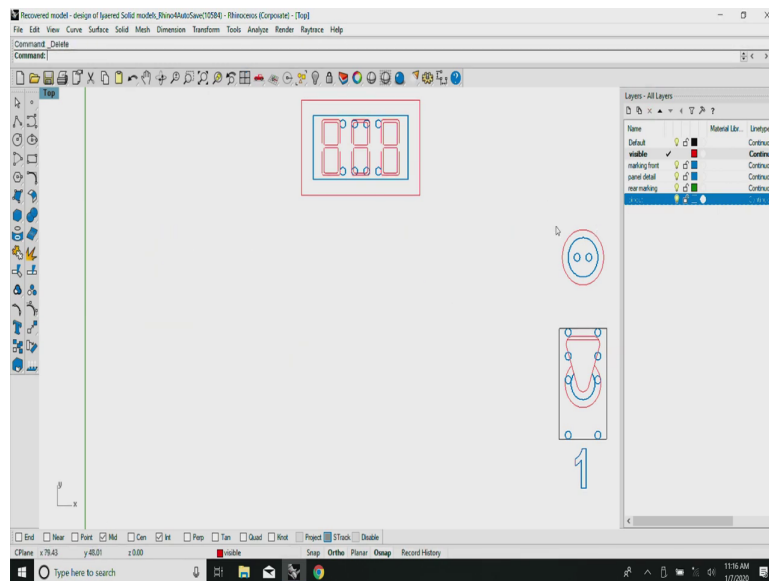 Recovered model - design of lyaered Solid models_Rhino4AutoSave(10584) - Rhinoceros (Corporate) - [Top]
File Edit View Curve Surface Solid Mesh Dimension Transform Tools Analyze Render Raytrace Help
Command: _Delete
Command:
Top
Layers - All Layers
Name Material Libr... Linetype
Default Continuo
visible Continu
marking front Continuc
panel detail Continuc
rear marking Continuc
1
y
x
End Near Point Mid Cen Int Perp Tan Quad Knot Project STrack Disable
CPlane x 79.43 y 48.01 z 0.00 visible Snap Ortho Planar Osnap Record History
Type here to search
11:16 AM
1/7/2020